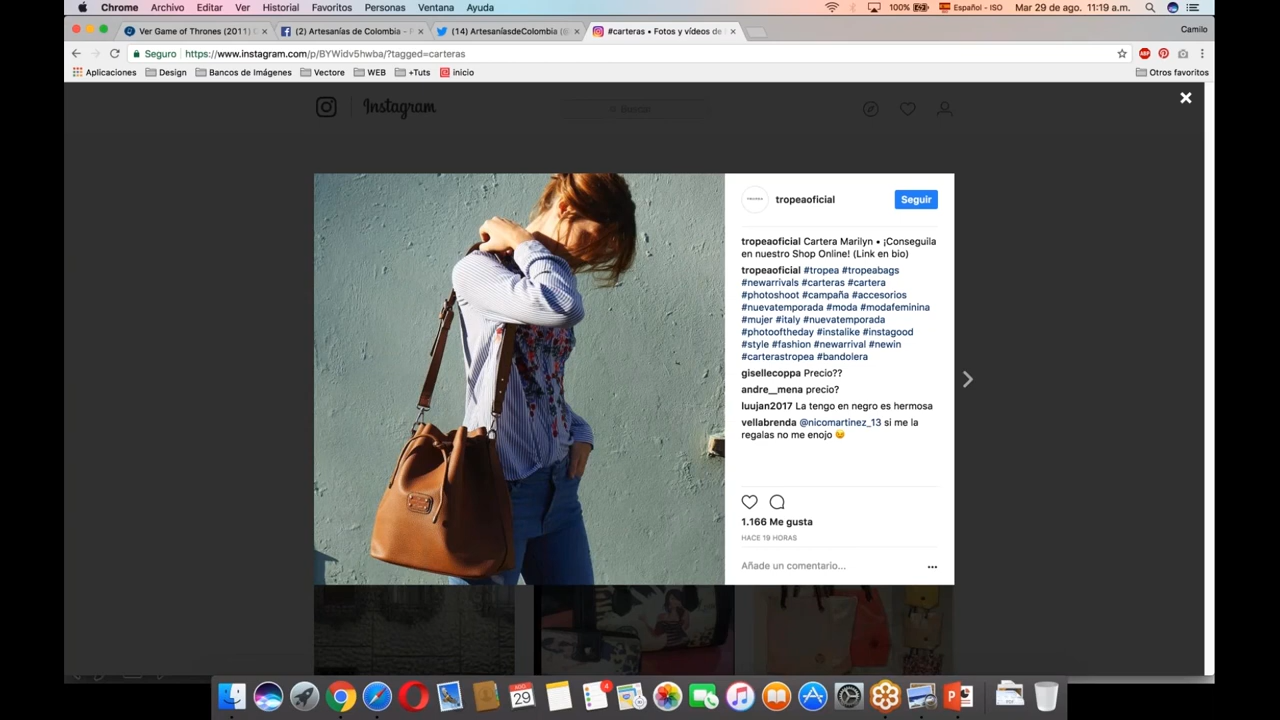 Chrome Archivo Editar Ver Historial Favoritos Personas Ventana Ayuda 100% Español - ISO Mar 29 de ago. 11:19 a.m.
Ver Game of Thrones (2011) (2) Artesanías de Colombia - (14) ArtesaníasdeColombia (@ #carteras • Fotos y vídeos de Camilo
Seguro https://www.instagram.com/p/BYWidv5hwba/?tagged=carteras
Aplicaciones Design Bancos de Imágenes Vectore WEB +Tuts inicio Otros favoritos
Instagram Buscar
tropeaoficial Seguir
tropeaoficial Cartera Marilyn • ¡Conseguila
en nuestro Shop Online! (Link en bio)
tropeaoficial #tropea #tropeabags
#newarrivals #carteras #cartera
#photoshoot #campaña #accesorios
#nuevatemporada #moda #modafeminina
#mujer #italy #nuevatemporada
#photooftheday #instalike #instagood
#style #fashion #newarrival #newin
#carterastropea #bandolera
gisellecoppa Precio??
andre__mena precio?
luujan2017 La tengo en negro es hermosa
vellabrenda @nicomartinez_13 si me la
regalas no me enojo 😉
1.166 Me gusta
HACE 19 HORAS
Añade un comentario...
AGO
29
4